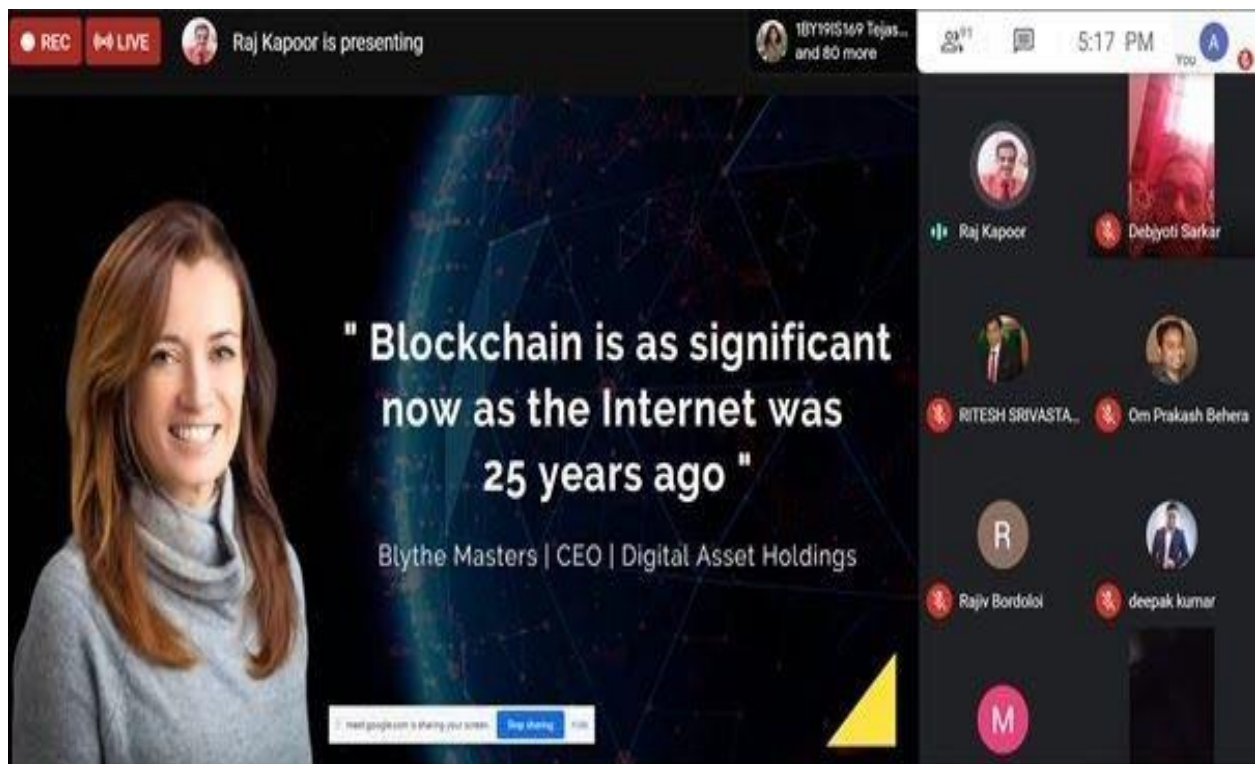 REC
LIVE
Raj Kapoor is presenting
1BY19IS169 Tejas...
and 80 more
91
5:17 PM
You
A
" Blockchain is as significant
now as the Internet was
25 years ago "
Blythe Masters | CEO | Digital Asset Holdings
meet.google.com is sharing your screen.
Stop sharing
Hide
Raj Kapoor
Debjyoti Sarkar
RITESH SRIVASTA...
Om Prakash Behera
R
Rajiv Bordoloi
deepak kumar
M